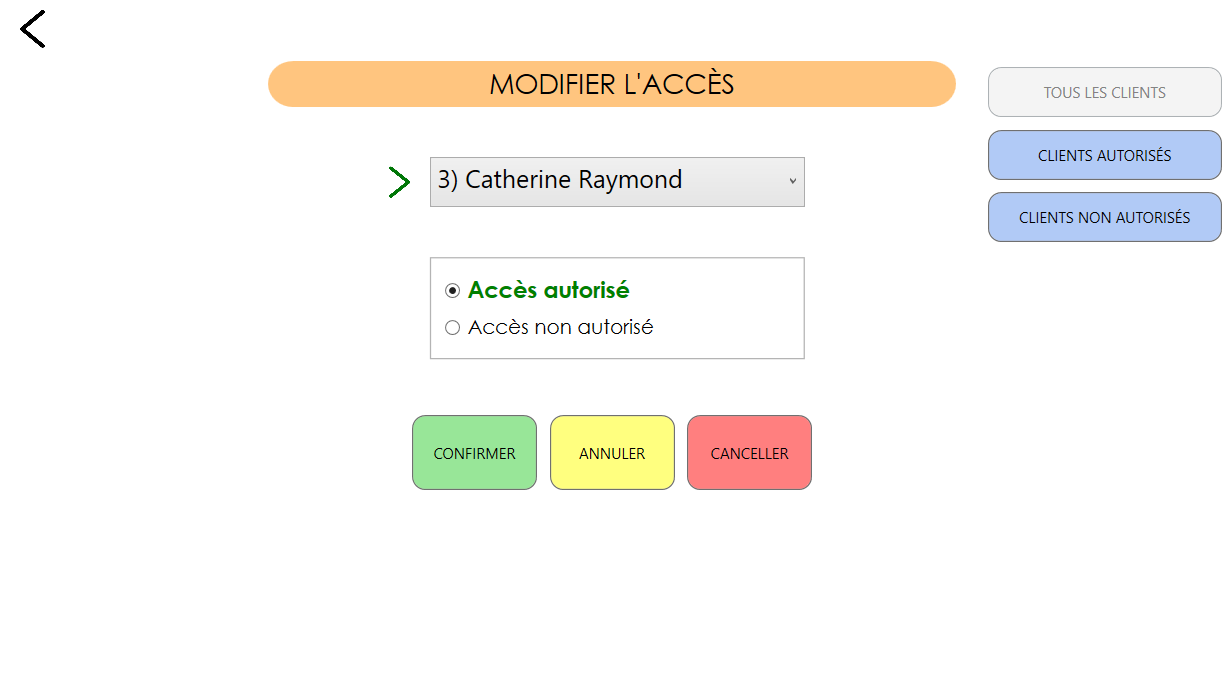 MODIFIER L'ACCÈS
TOUS LES CLIENTS
CLIENTS AUTORISÉS
CLIENTS NON AUTORISÉS
3) Catherine Raymond
Accès autorisé
Accès non autorisé
CONFIRMER
ANNULER
CANCELLER